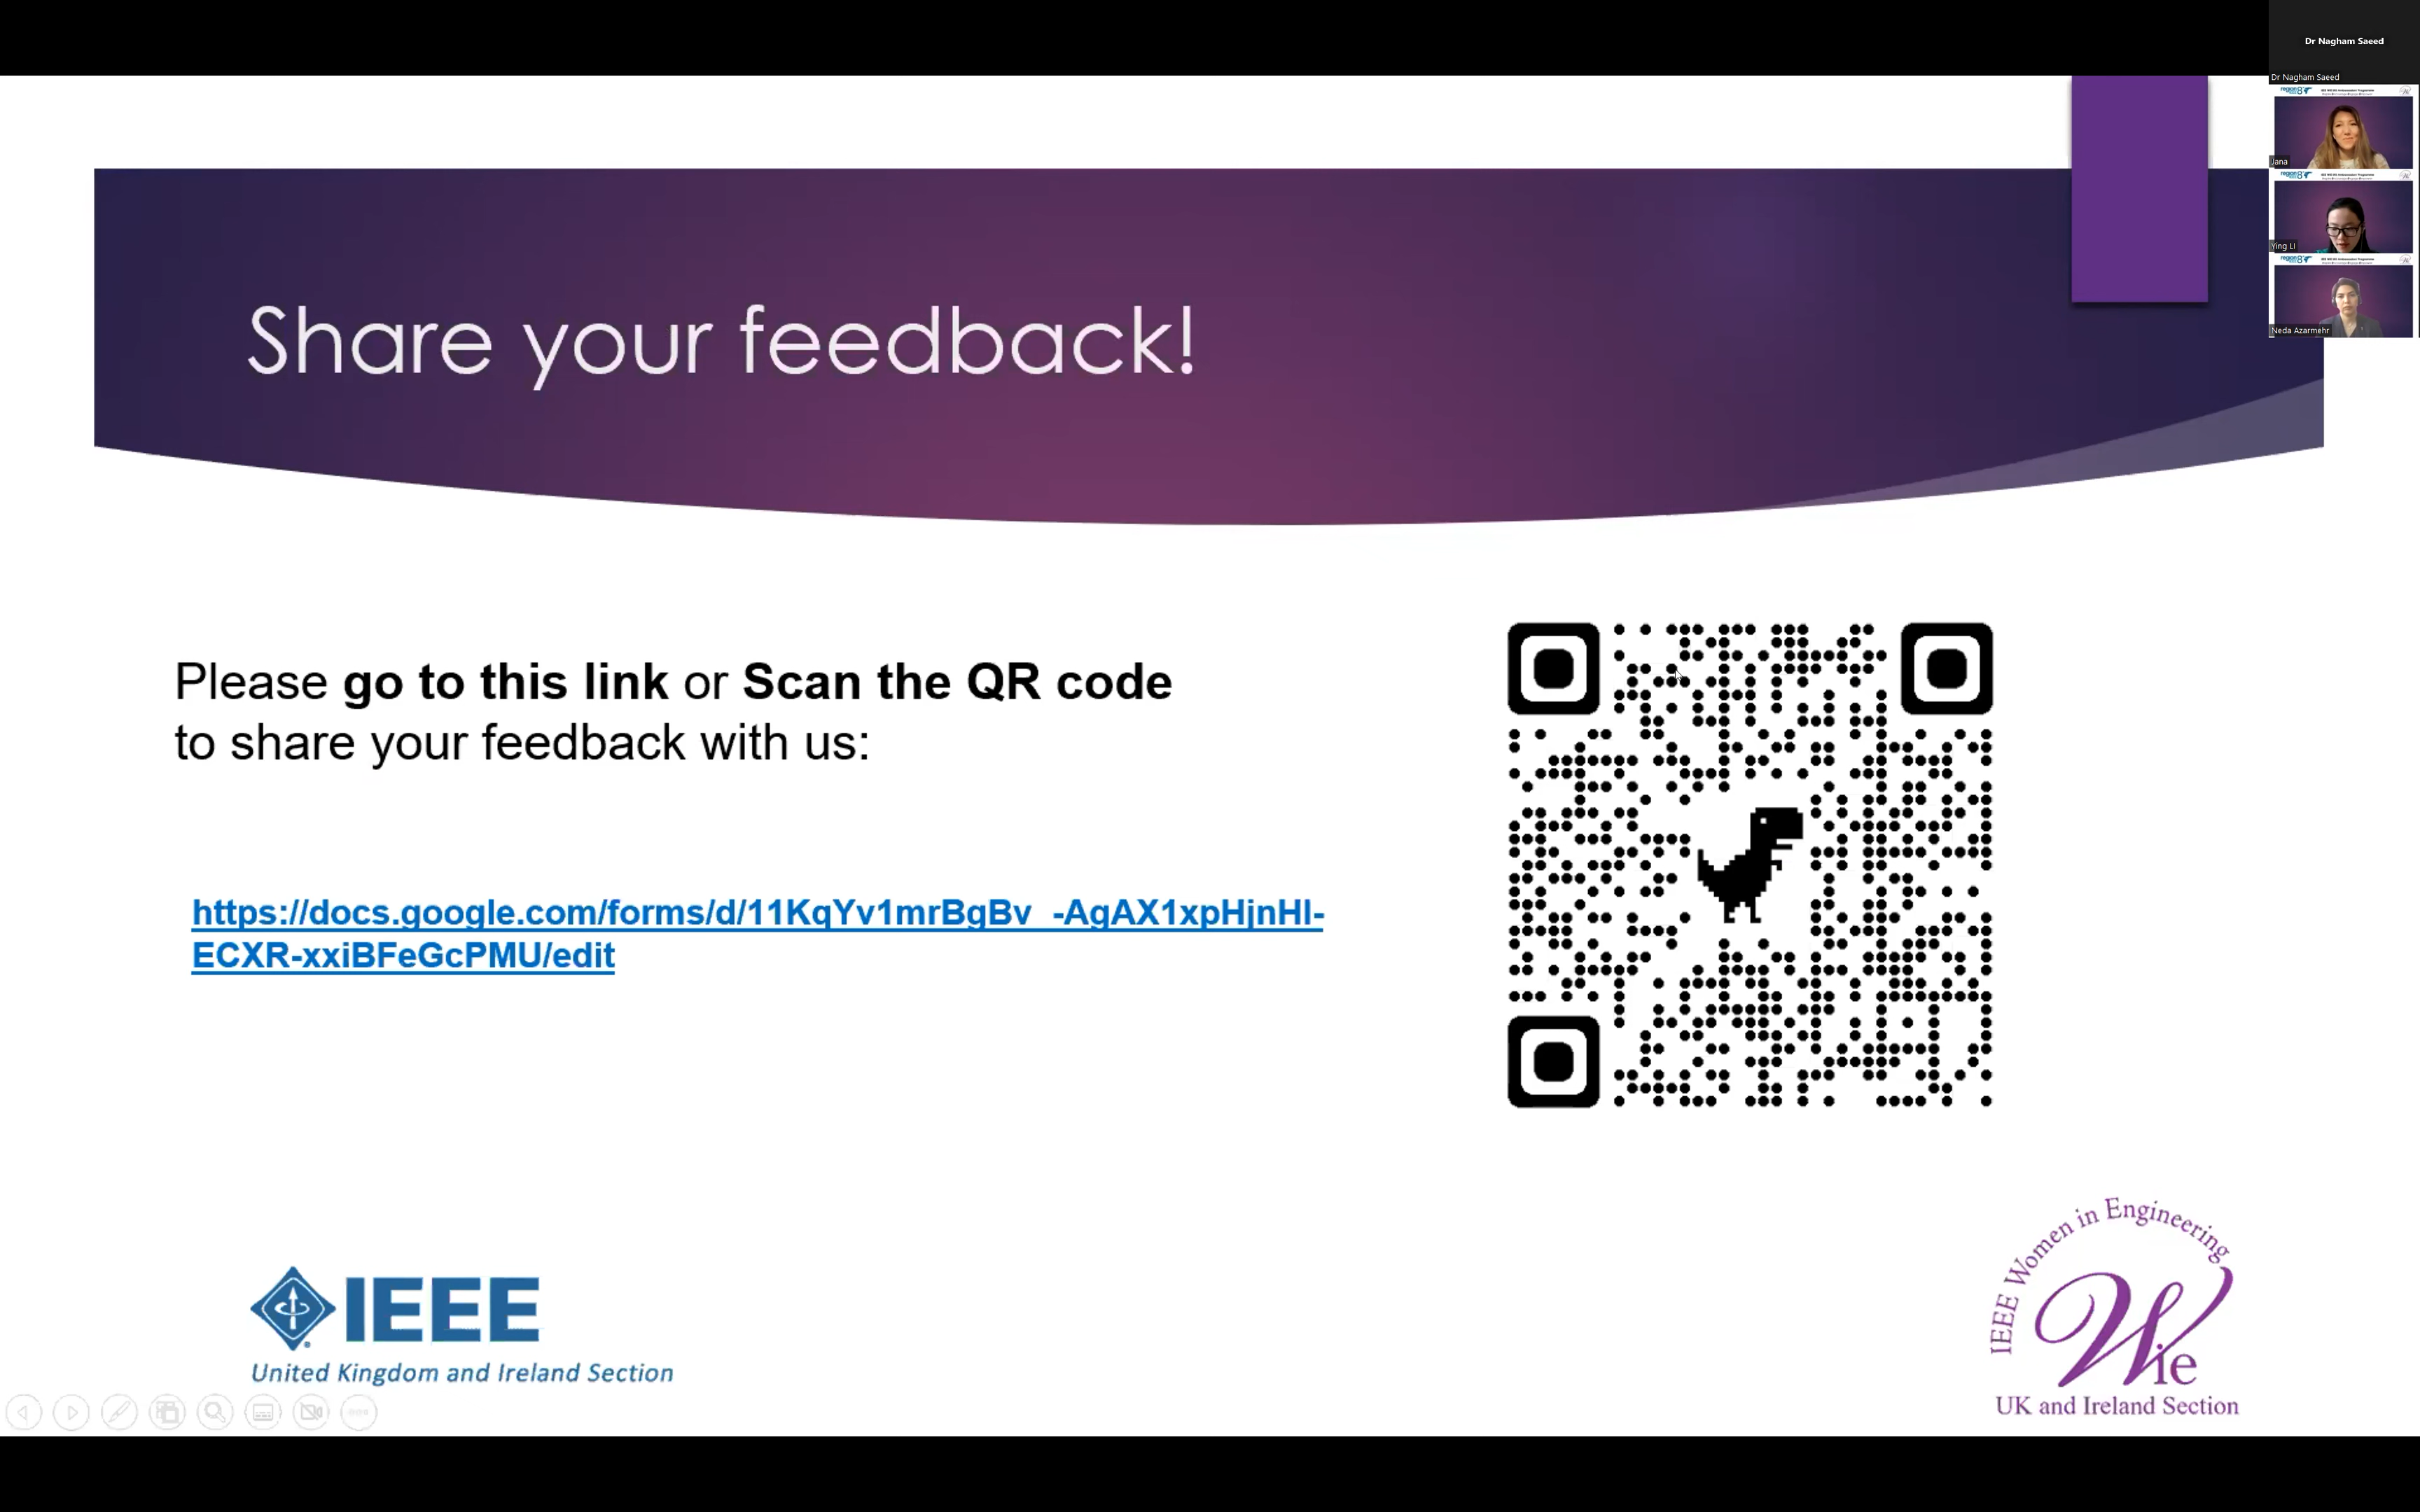 Dr Nagham Saeed
Dr Nagham Saeed
Jana
Ying LI
Neda Azarmehr
Share your feedback!
Please go to this link or Scan the QR code
to share your feedback with us:
https://docs.google.com/forms/d/11KqYv1mrBgBv_-AgAX1xpHjnHI-
ECXR-xxiBFeGcPMU/edit
IEEE
United Kingdom and Ireland Section
IEEE Women in Engineering
Wie
UK and Ireland Section